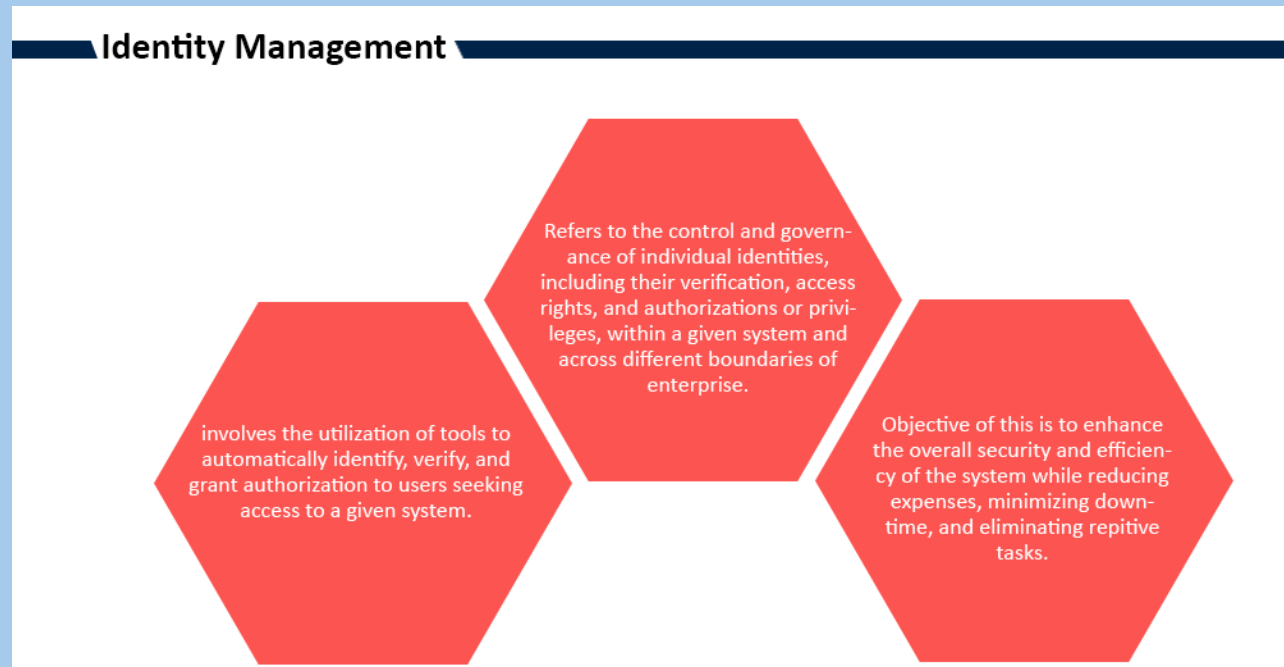 Identity Management
Refers to the control and govern-
ance of individual identities,
including their verification, access
rights, and authorizations or privi-
leges, within a given system and
across different boundaries of
enterprise.
involves the utilization of tools to
automatically identify, verify, and
grant authorization to users seeking
access to a given system.
Objective of this is to enhance
the overall security and efficien-
cy of the system while reducing
expenses, minimizing down-
time, and eliminating repitive
tasks.